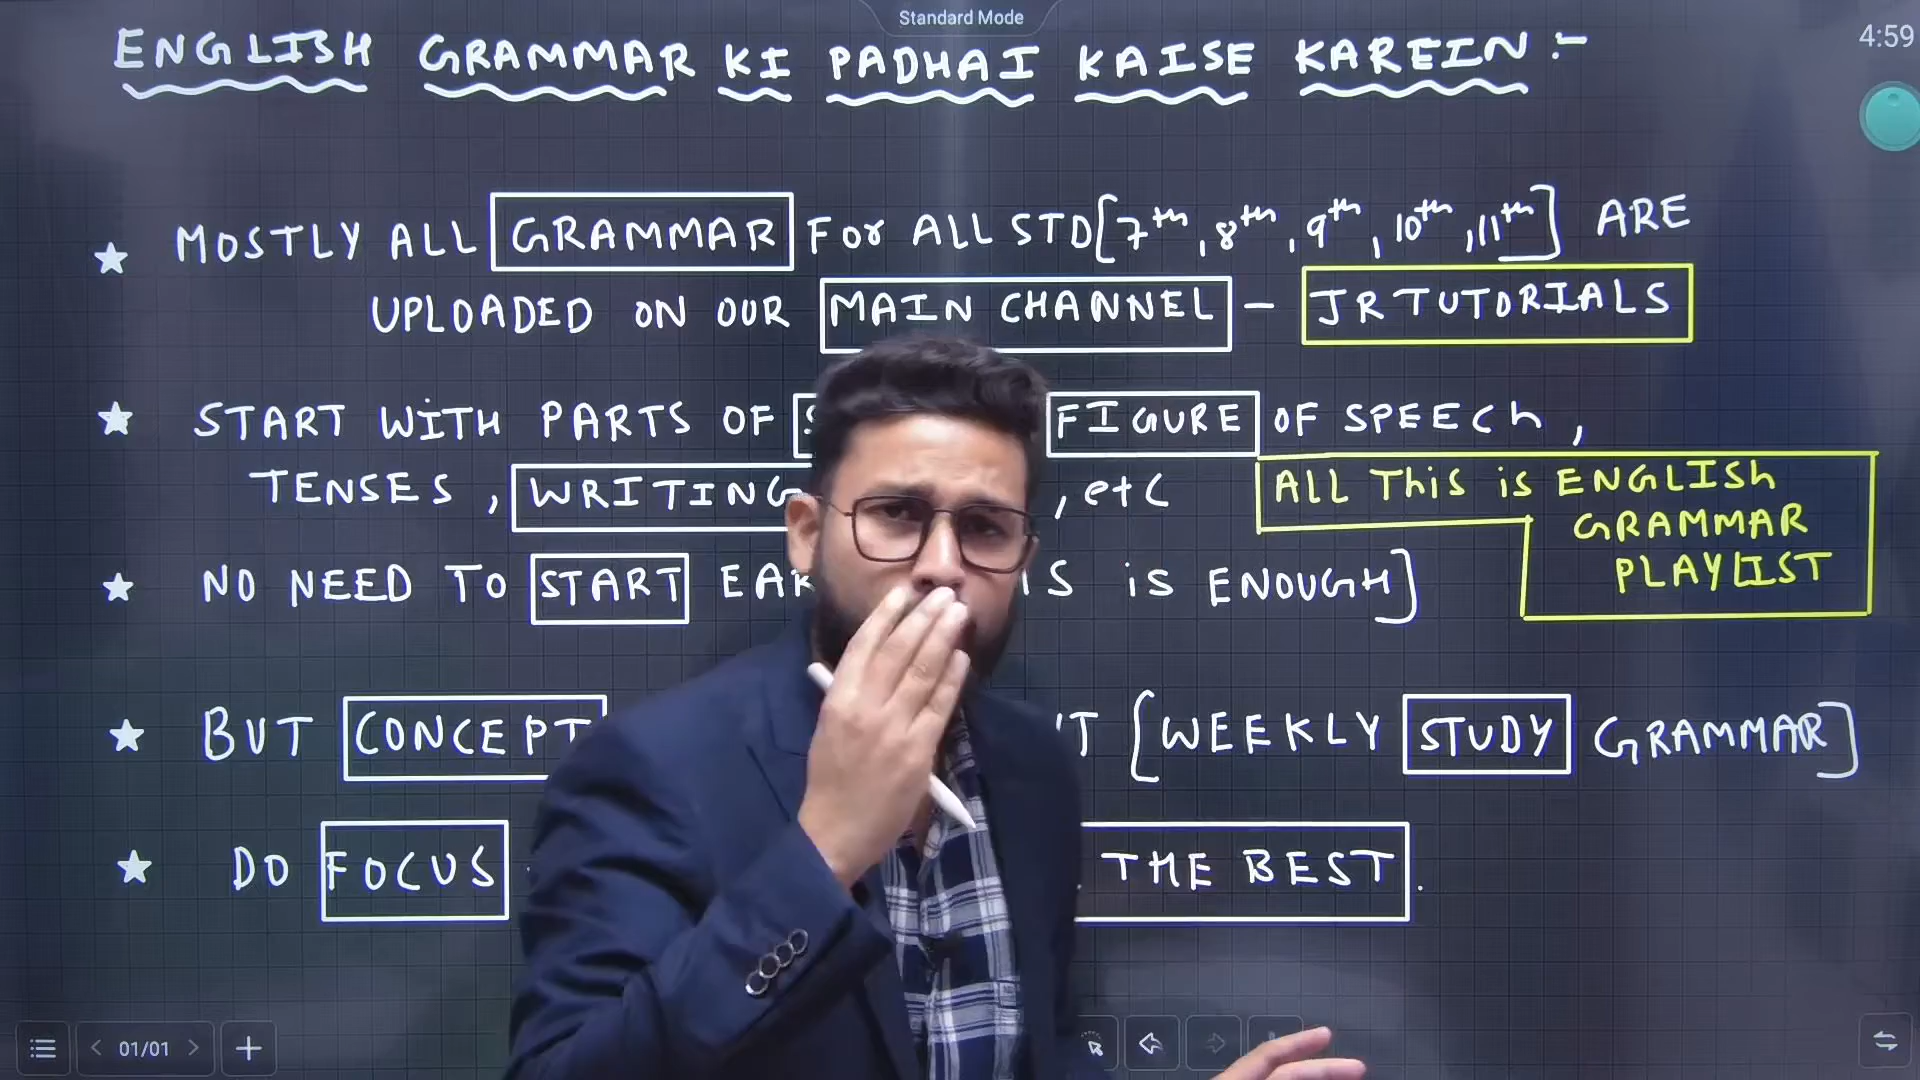 Standard Mode
4:59
ENGLISH GRAMMAR KI PADHAI KAISE KAREIN :-
★ MOSTLY ALL GRAMMAR FOR ALL STD [7th, 8th, 9th, 10th, 11th] ARE
UPLOADED ON OUR MAIN CHANNEL - JR TUTORIALS
★ START WITH PARTS OF FIGURE OF SPEECH,
TENSES, WRITING , etc
ALL THIS is ENGLISH
GRAMMAR
PLAYLIST
★ NO NEED TO START is ENOUGH]
★ BUT CONCEPT [WEEKLY STUDY GRAMMAR]
★ DO FOCUS THE BEST.
01/01